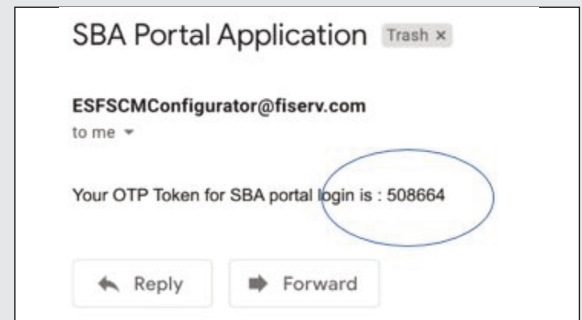 SBA Portal Application Trash ×
ESFSCMConfigurator@fiserv.com
to me
Your OTP Token for SBA portal login is : 508664
Reply Forward